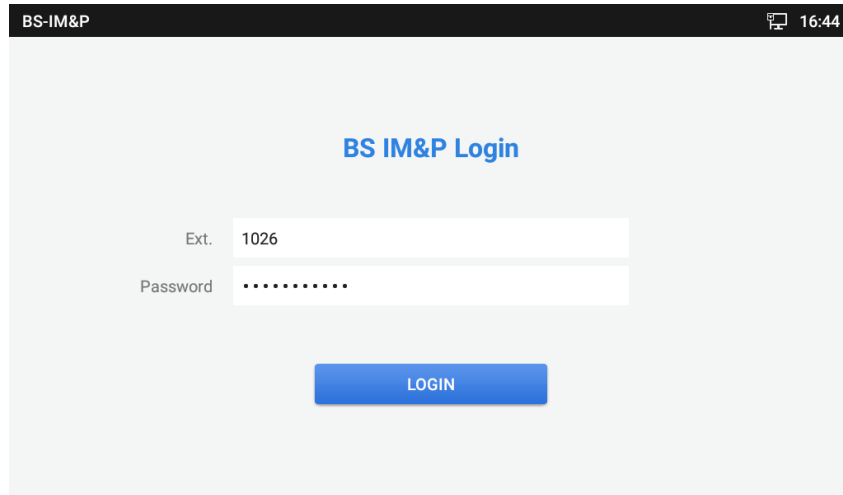 BS-IM&P 16:44
BS IM&P Login
Ext. 1026
Password •••••••••••
LOGIN